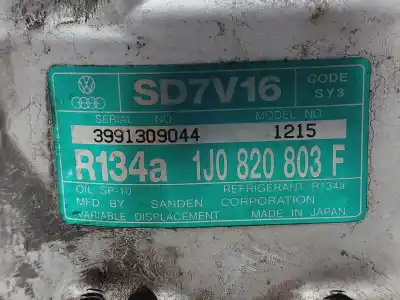 SD7V16 CODE SY3
SERIAL NO. MODEL NO.
3991309044 1215
R134a 1J0 820 803 F
OIL SP-10 REFRIGERANT R134a
MFD BY SANDEN CORPORATION
VARIABLE DISPLACEMENT MADE IN JAPAN